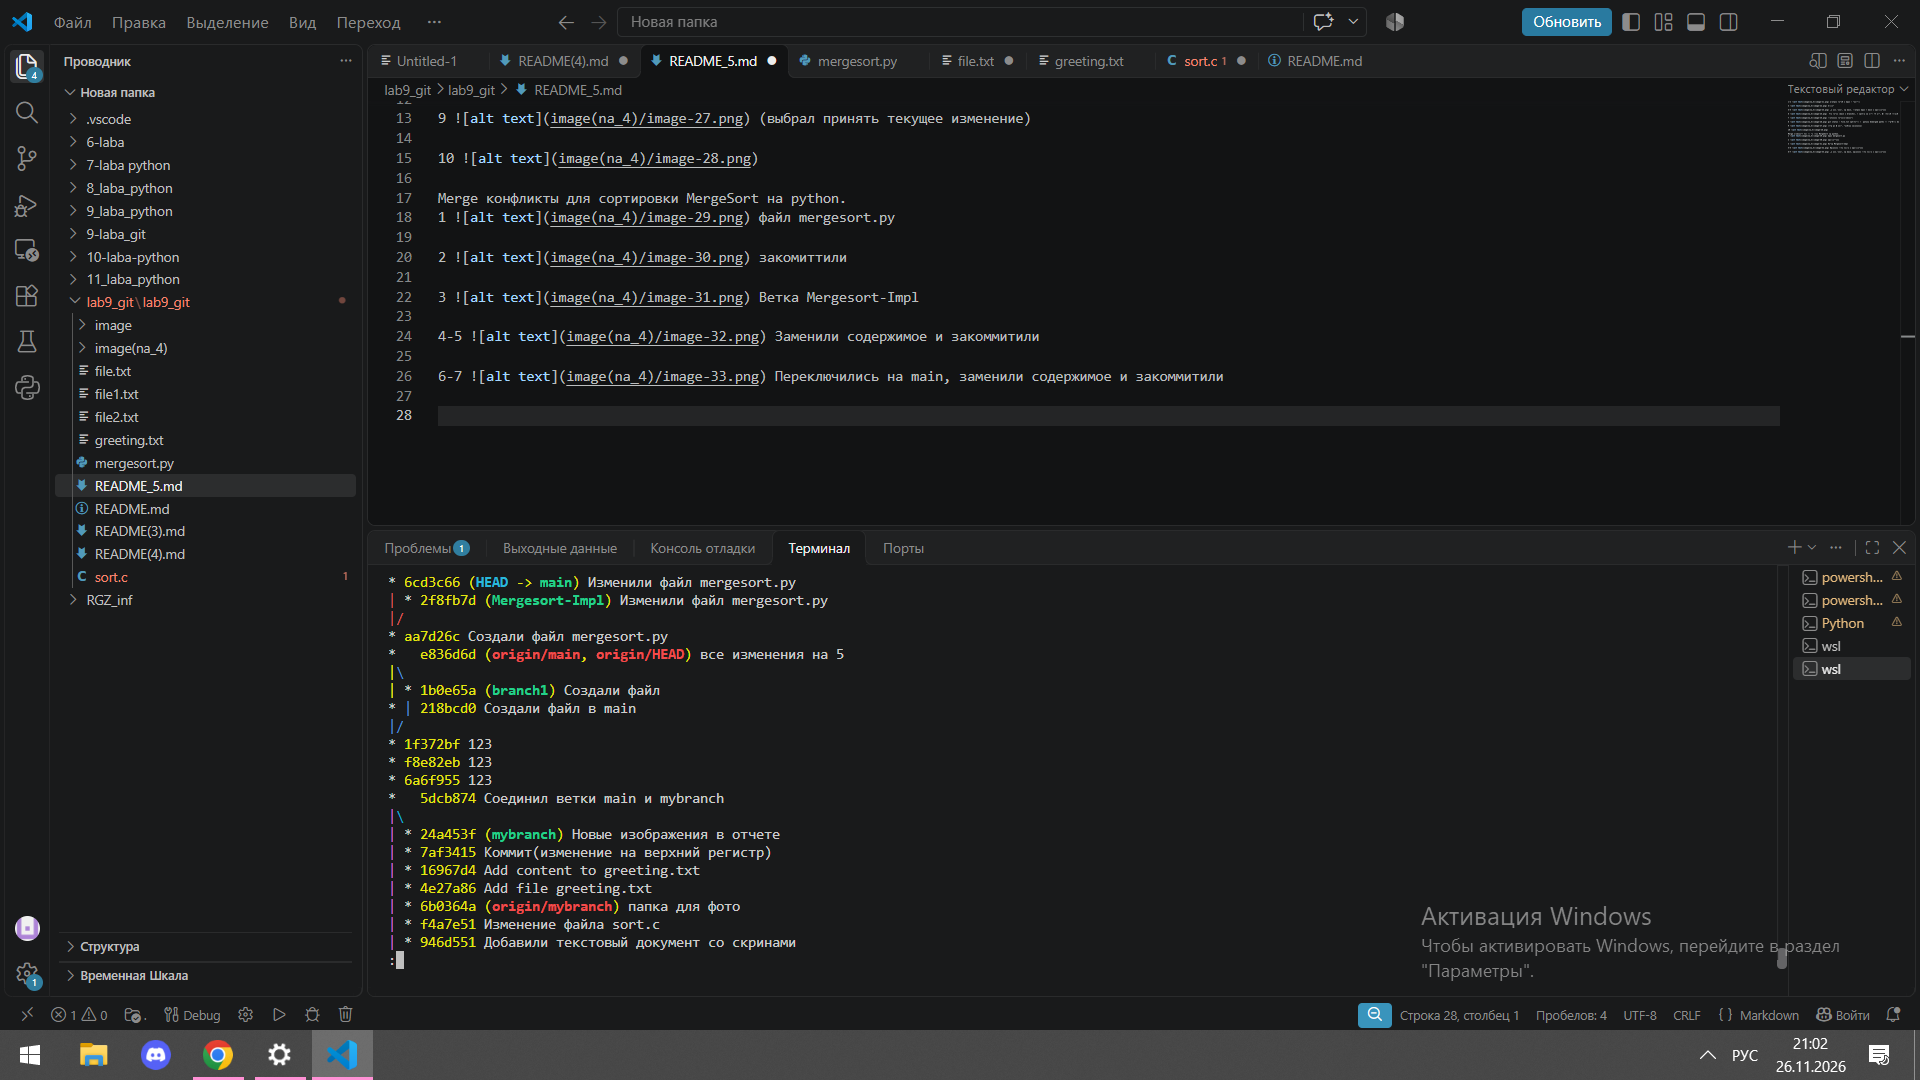 Файл Правка Выделение Вид Переход ··· Новая папка Обновить
Проводник ···
Untitled-1 README(4).md README_5.md mergesort.py file.txt greeting.txt sort.c 1 README.md
Новая папка
.vscode
6-laba
7-laba python
8_laba_python
9_laba_python
9-laba_git
10-laba-python
11_laba_python
lab9_git\lab9_git
image
image(na_4)
file.txt
file1.txt
file2.txt
greeting.txt
mergesort.py
README_5.md
README.md
README(3).md
README(4).md
sort.c 1
RGZ_inf
Структура
Временная Шкала
4
1
lab9_git > lab9_git > README_5.md
Текстовый редактор
12
13 9 ![alt text](image(na_4)/image-27.png) (выбрал принять текущее изменение)
14
15 10 ![alt text](image(na_4)/image-28.png)
16
17 Merge конфликты для сортировки MergeSort на python.
18 1 ![alt text](image(na_4)/image-29.png) файл mergesort.py
19
20 2 ![alt text](image(na_4)/image-30.png) закомиттили
21
22 3 ![alt text](image(na_4)/image-31.png) Ветка Mergesort-Impl
23
24 4-5 ![alt text](image(na_4)/image-32.png) Заменили содержимое и закоммитили
25
26 6-7 ![alt text](image(na_4)/image-33.png) Переключились на main, заменили содержимое и закоммитили
27
28
Проблемы 1 Выходные данные Консоль отладки Терминал Порты
* 6cd3c66 (HEAD -> main) Изменили файл mergesort.py
| * 2f8fb7d (Mergesort-Impl) Изменили файл mergesort.py
|/
* aa7d26c Создали файл mergesort.py
*   e836d6d (origin/main, origin/HEAD) все изменения на 5
|\
| * 1b0e65a (branch1) Создали файл
* | 218bcd0 Создали файл в main
|/
* 1f372bf 123
* f8e82eb 123
* 6a6f955 123
*   5dcb874 Соединил ветки main и mybranch
|\
| * 24a453f (mybranch) Новые изображения в отчете
| * 7af3415 Коммит(изменение на верхний регистр)
| * 16967d4 Add content to greeting.txt
| * 4e27a86 Add file greeting.txt
| * 6b0364a (origin/mybranch) папка для фото
| * f4a7e51 Изменение файла sort.c
| * 946d551 Добавили текстовый документ со скринами
:
powersh...
powersh...
Python
wsl
wsl
Активация Windows
Чтобы активировать Windows, перейдите в раздел
"Параметры".
1 0 Debug Строка 28, столбец 1 Пробелов: 4 UTF-8 CRLF { } Markdown Войти
РУС 21:02
26.11.2026